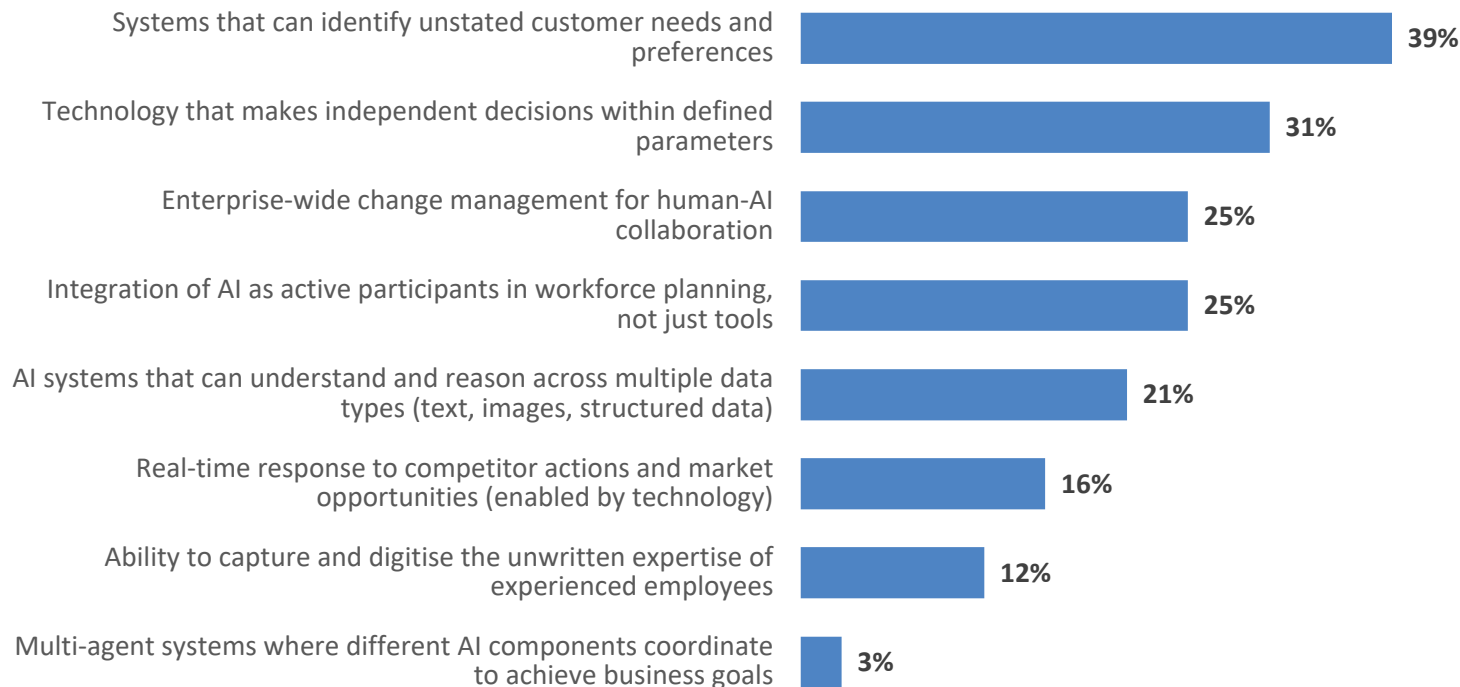 Systems that can identify unstated customer needs and
preferences
39%
Technology that makes independent decisions within defined
parameters
31%
Enterprise-wide change management for human-AI
collaboration
25%
Integration of AI as active participants in workforce planning,
not just tools
25%
AI systems that can understand and reason across multiple data
types (text, images, structured data)
21%
Real-time response to competitor actions and market
opportunities (enabled by technology)
16%
Ability to capture and digitise the unwritten expertise of
experienced employees
12%
Multi-agent systems where different AI components coordinate
to achieve business goals
3%